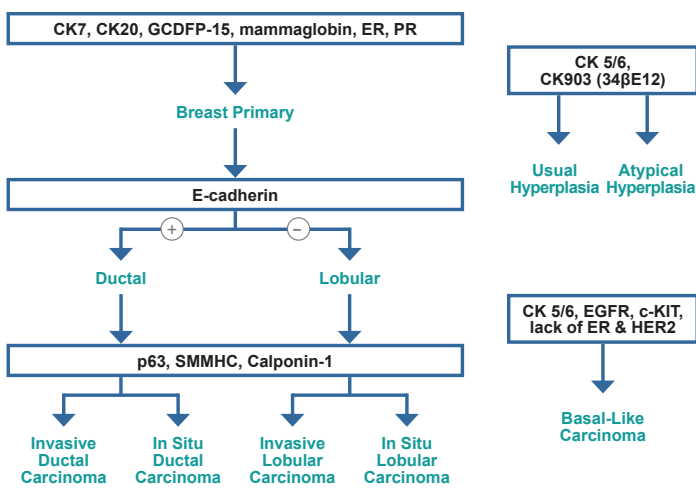 CK7, CK20, GCDFP-15, mammaglobin, ER, PR
Breast Primary
E-cadherin
+
−
Ductal
Lobular
p63, SMMHC, Calponin-1
Invasive
Ductal
Carcinoma
In Situ
Ductal
Carcinoma
Invasive
Lobular
Carcinoma
In Situ
Lobular
Carcinoma
CK 5/6,
CK903 (34βE12)
Usual
Hyperplasia
Atypical
Hyperplasia
CK 5/6, EGFR, c-KIT,
lack of ER & HER2
Basal-Like
Carcinoma